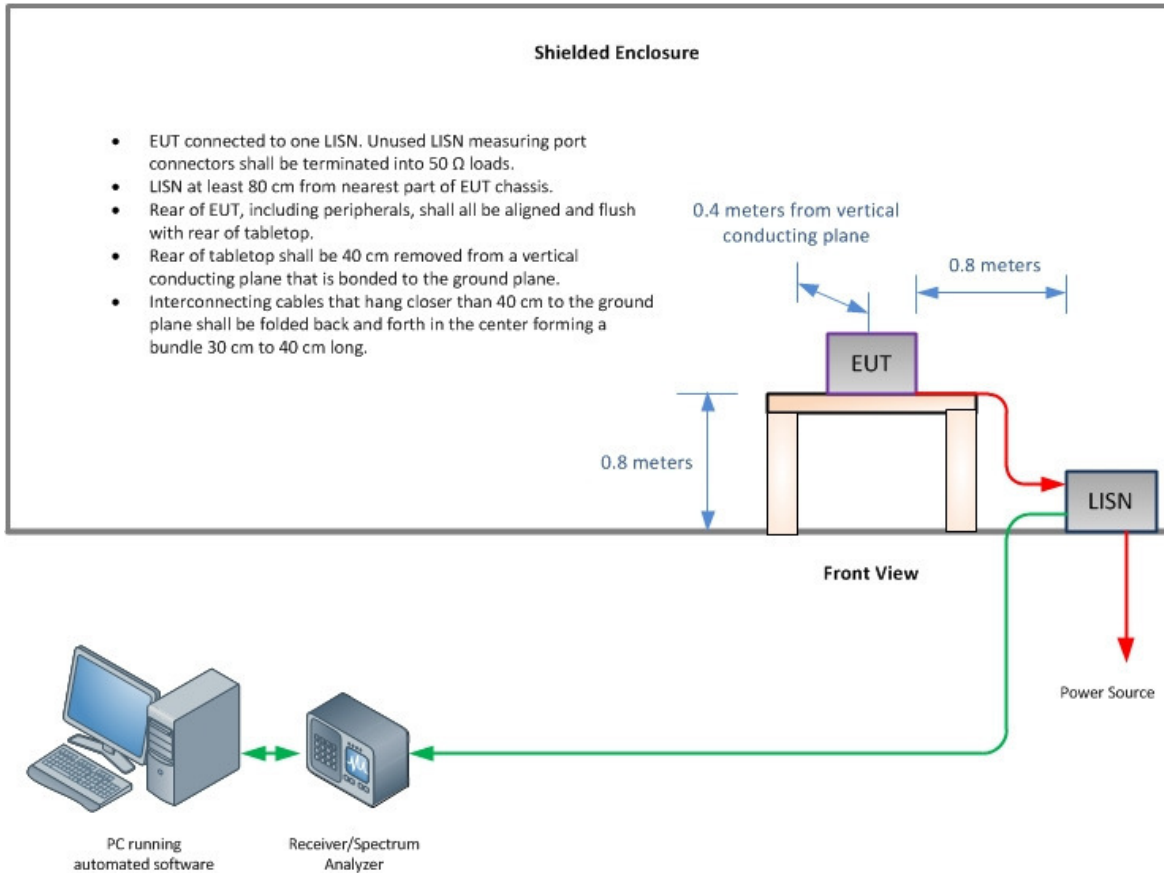 Shielded Enclosure
• EUT connected to one LISN. Unused LISN measuring port
connectors shall be terminated into 50 Ω loads.
• LISN at least 80 cm from nearest part of EUT chassis.
• Rear of EUT, including peripherals, shall all be aligned and flush
with rear of tabletop.
• Rear of tabletop shall be 40 cm removed from a vertical
conducting plane that is bonded to the ground plane.
• Interconnecting cables that hang closer than 40 cm to the ground
plane shall be folded back and forth in the center forming a
bundle 30 cm to 40 cm long.
0.4 meters from vertical
conducting plane
0.8 meters
EUT
0.8 meters
LISN
Front View
Power Source
PC running
automated software
Receiver/Spectrum
Analyzer